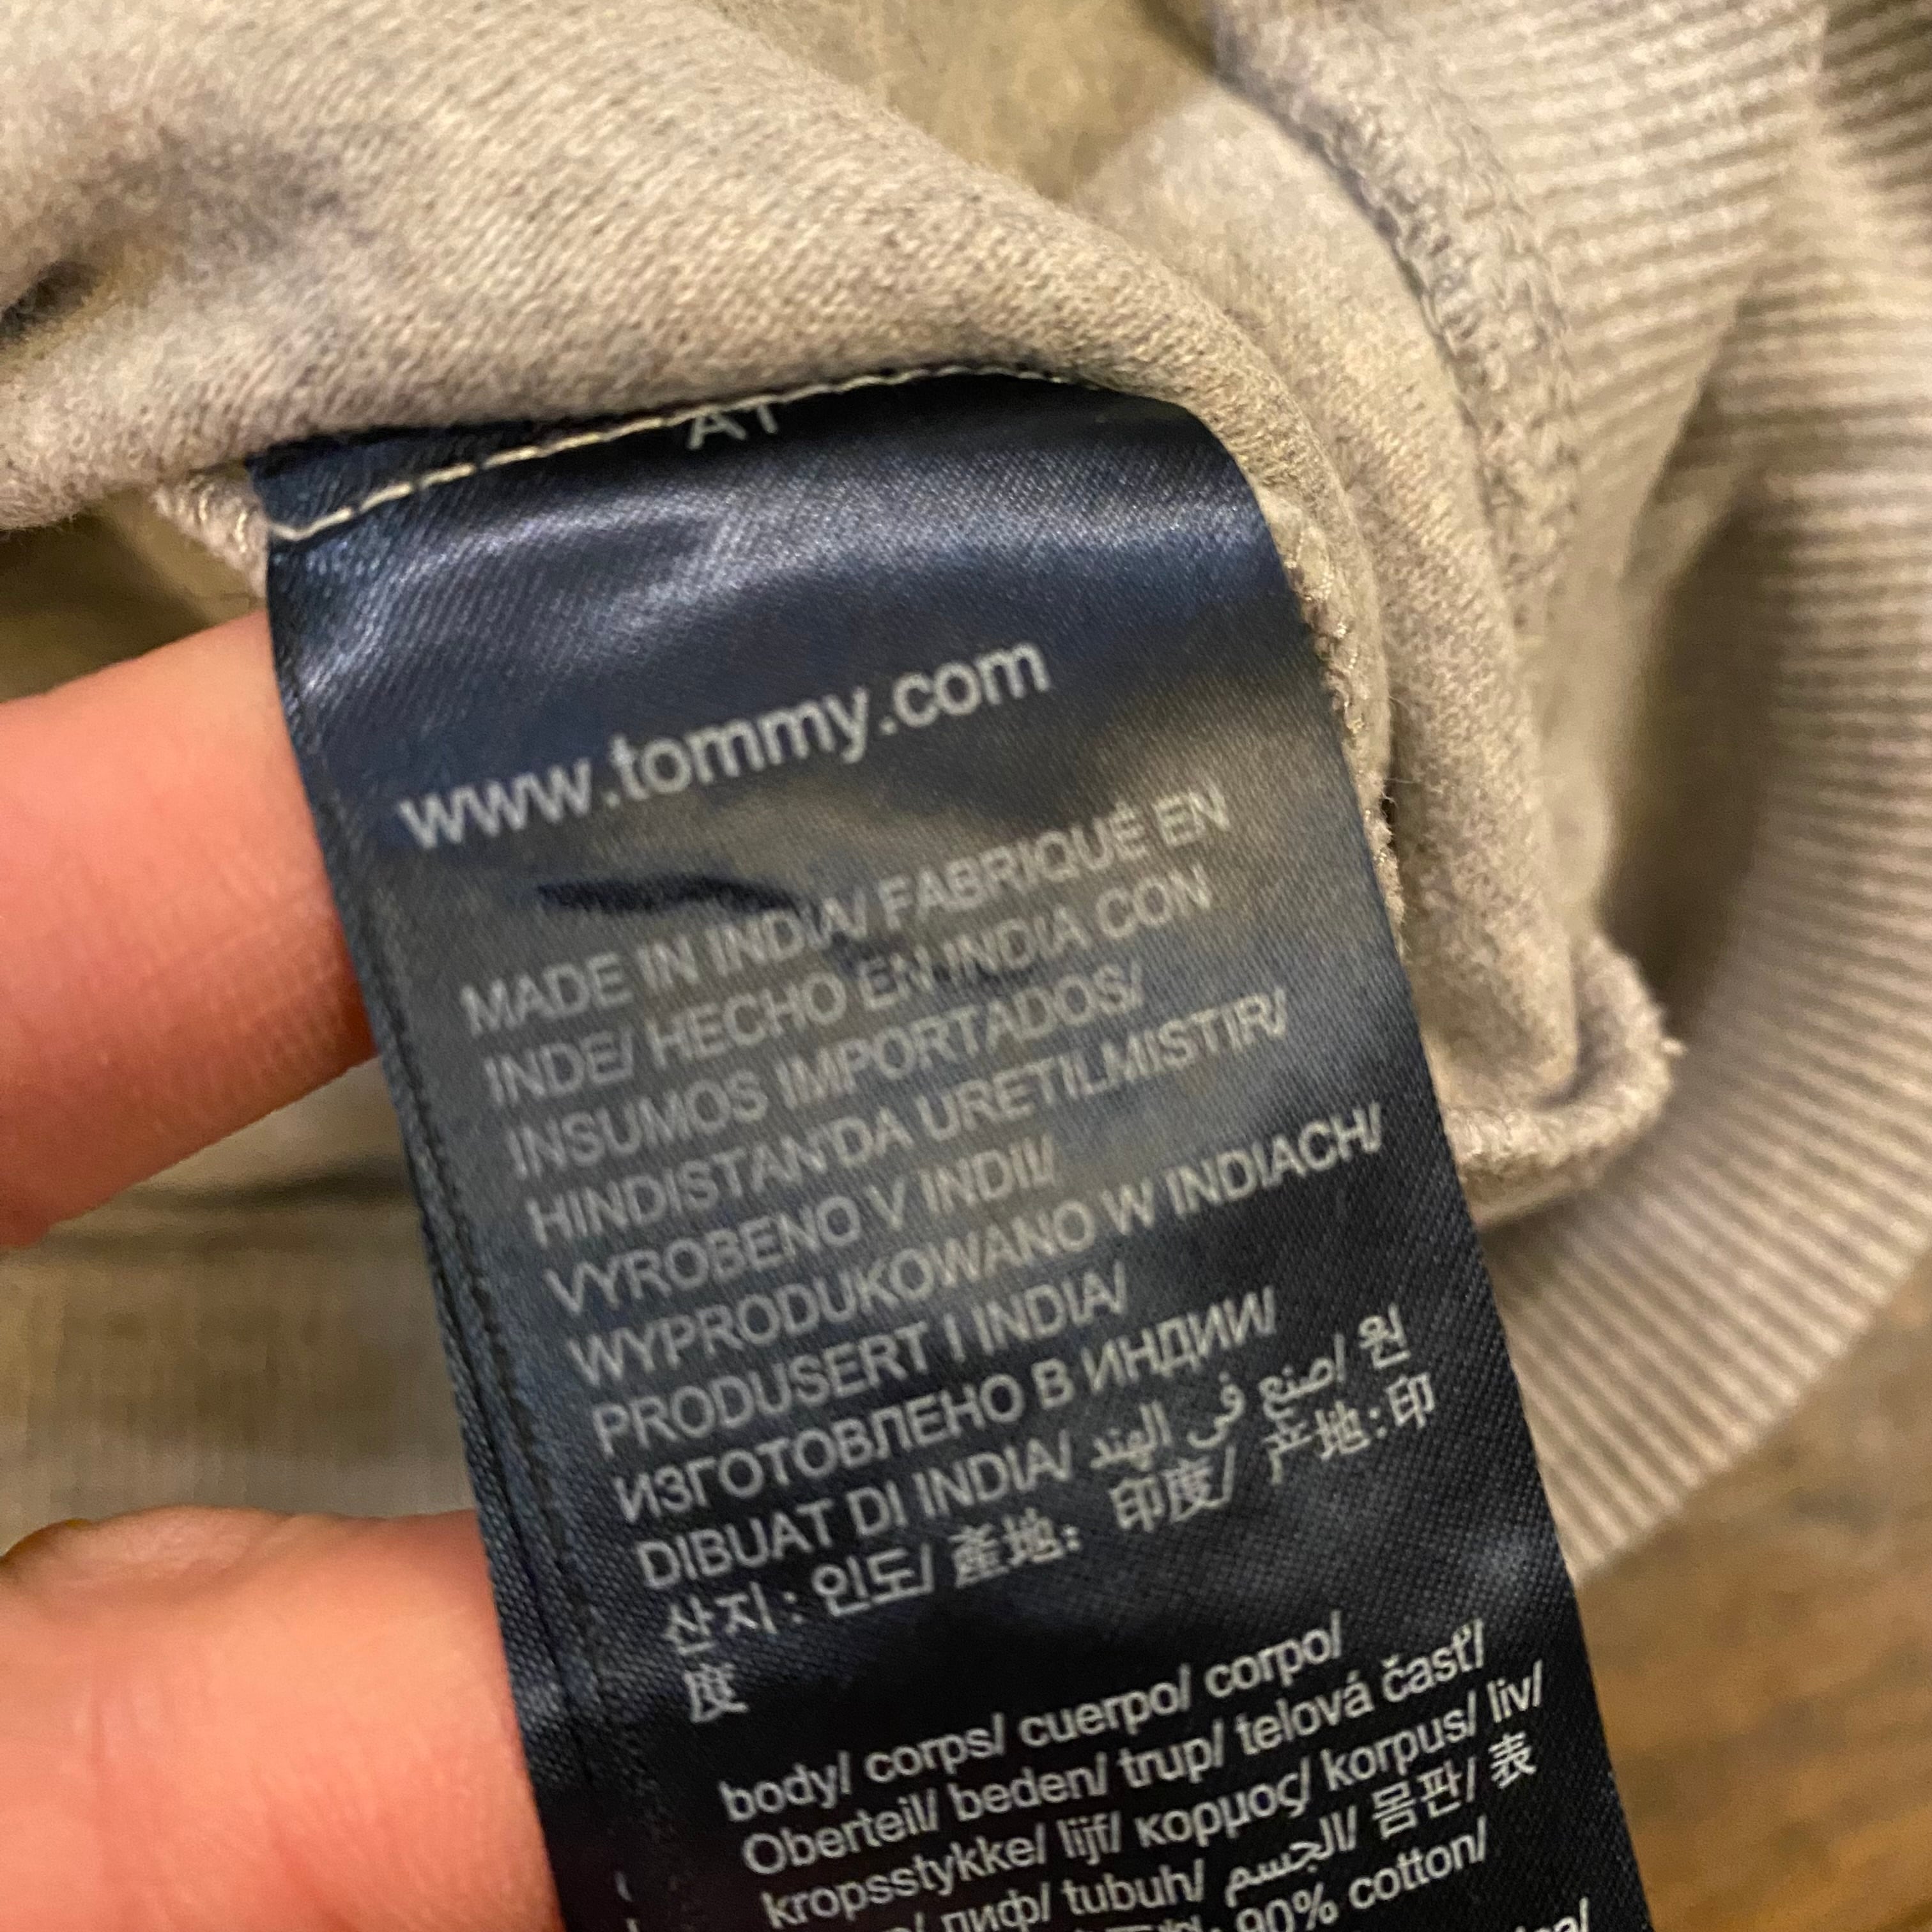 A1
www.tommy.com
MADE IN INDIA/ FABRIQUÉ EN
INDE/ HECHO EN INDIA CON
INSUMOS IMPORTADOS/
HINDISTAN'DA URETILMISTIR/
VYROBENO V INDII/
WYPRODUKOWANO W INDIACH/
PRODUSERT I INDIA/
ИЗГОТОВЛЕНО В ИНДИИ/
DIBUAT DI INDIA/ صنع في الهند/ 원
산지 : 인도/ 產地: 印度/ 产地:印
度
body/ corps/ cuerpo/ corpo/
Oberteil/ beden/ trup/ telová časť/
kropsstykke/ lijf/ κορμος/ korpus/ liv/
лиф/ tubuh/ الجسم/ 몸판/ 表
90% cotton/